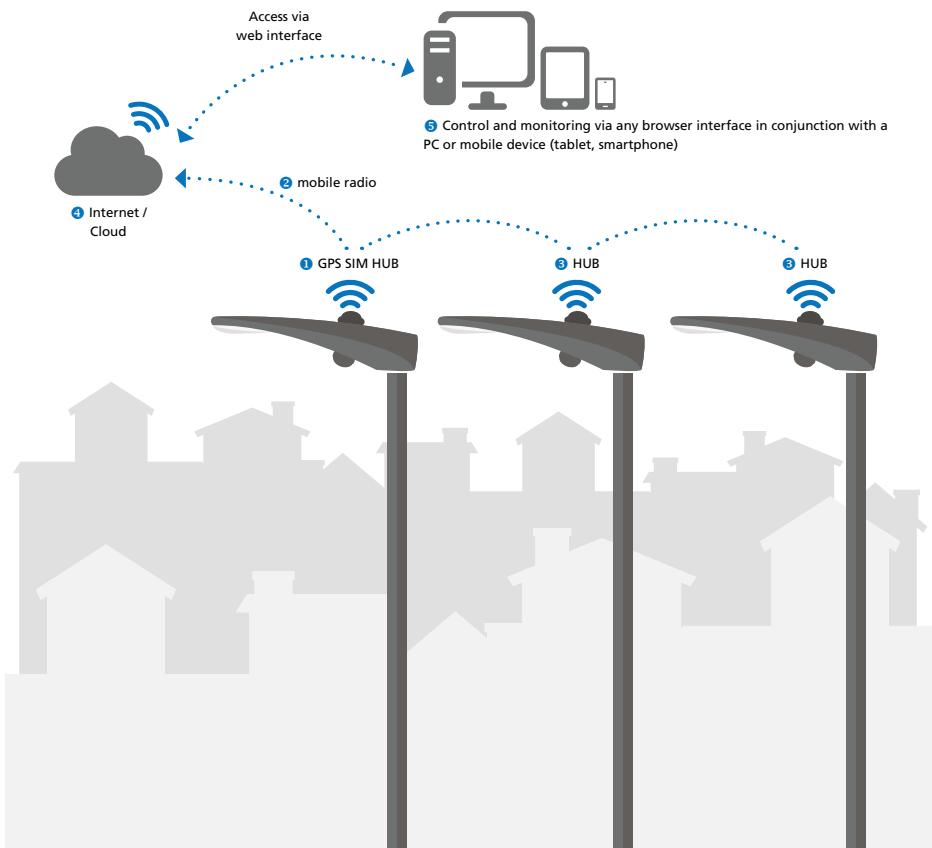 Access via
web interface
❺ Control and monitoring via any browser interface in conjunction with a
PC or mobile device (tablet, smartphone)
❷ mobile radio
❹ Internet /
Cloud
❶ GPS SIM HUB
❸ HUB
❸ HUB